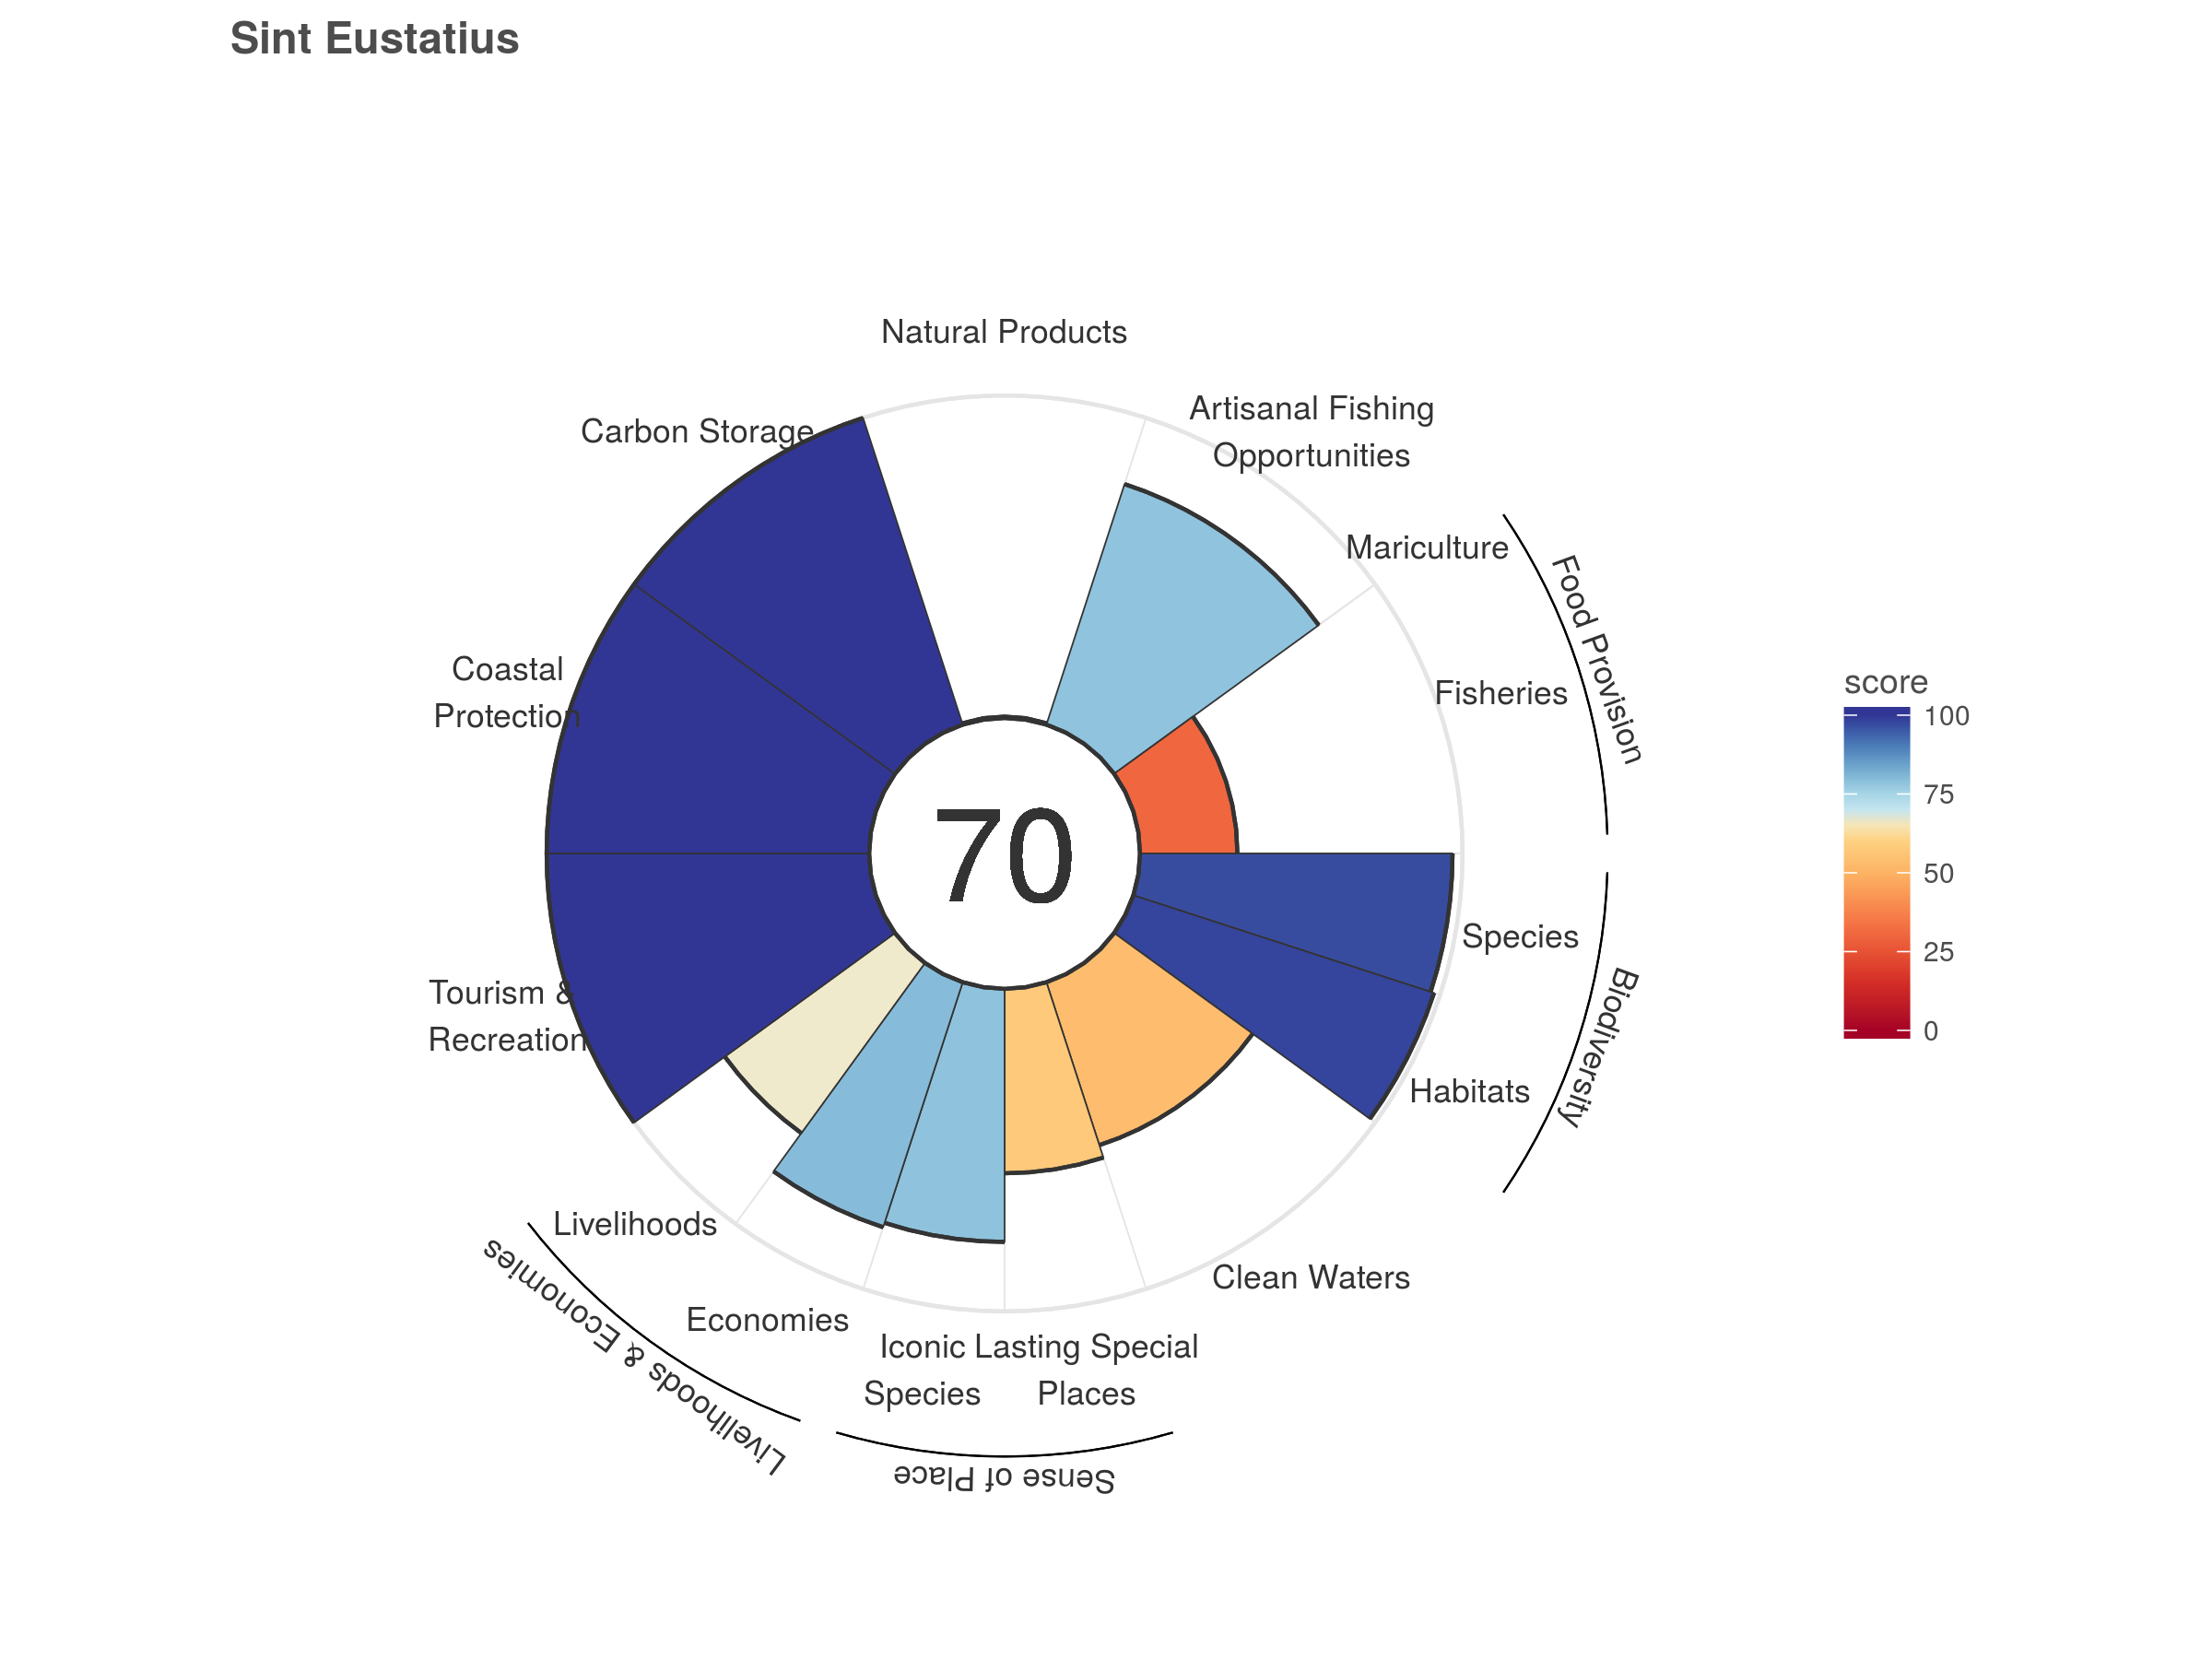 Sint Eustatius
Natural Products
Artisanal Fishing
Opportunities
Carbon Storage
Mariculture
Food Provision
Fisheries
Coastal
Protection
score
100
75
50
25
0
70
Species
Biodiversity
Tourism &
Recreation
Habitats
Livelihoods
Clean Waters
Economies
Livelihoods & Economies
Iconic
Species
Lasting Special
Places
Sense of Place